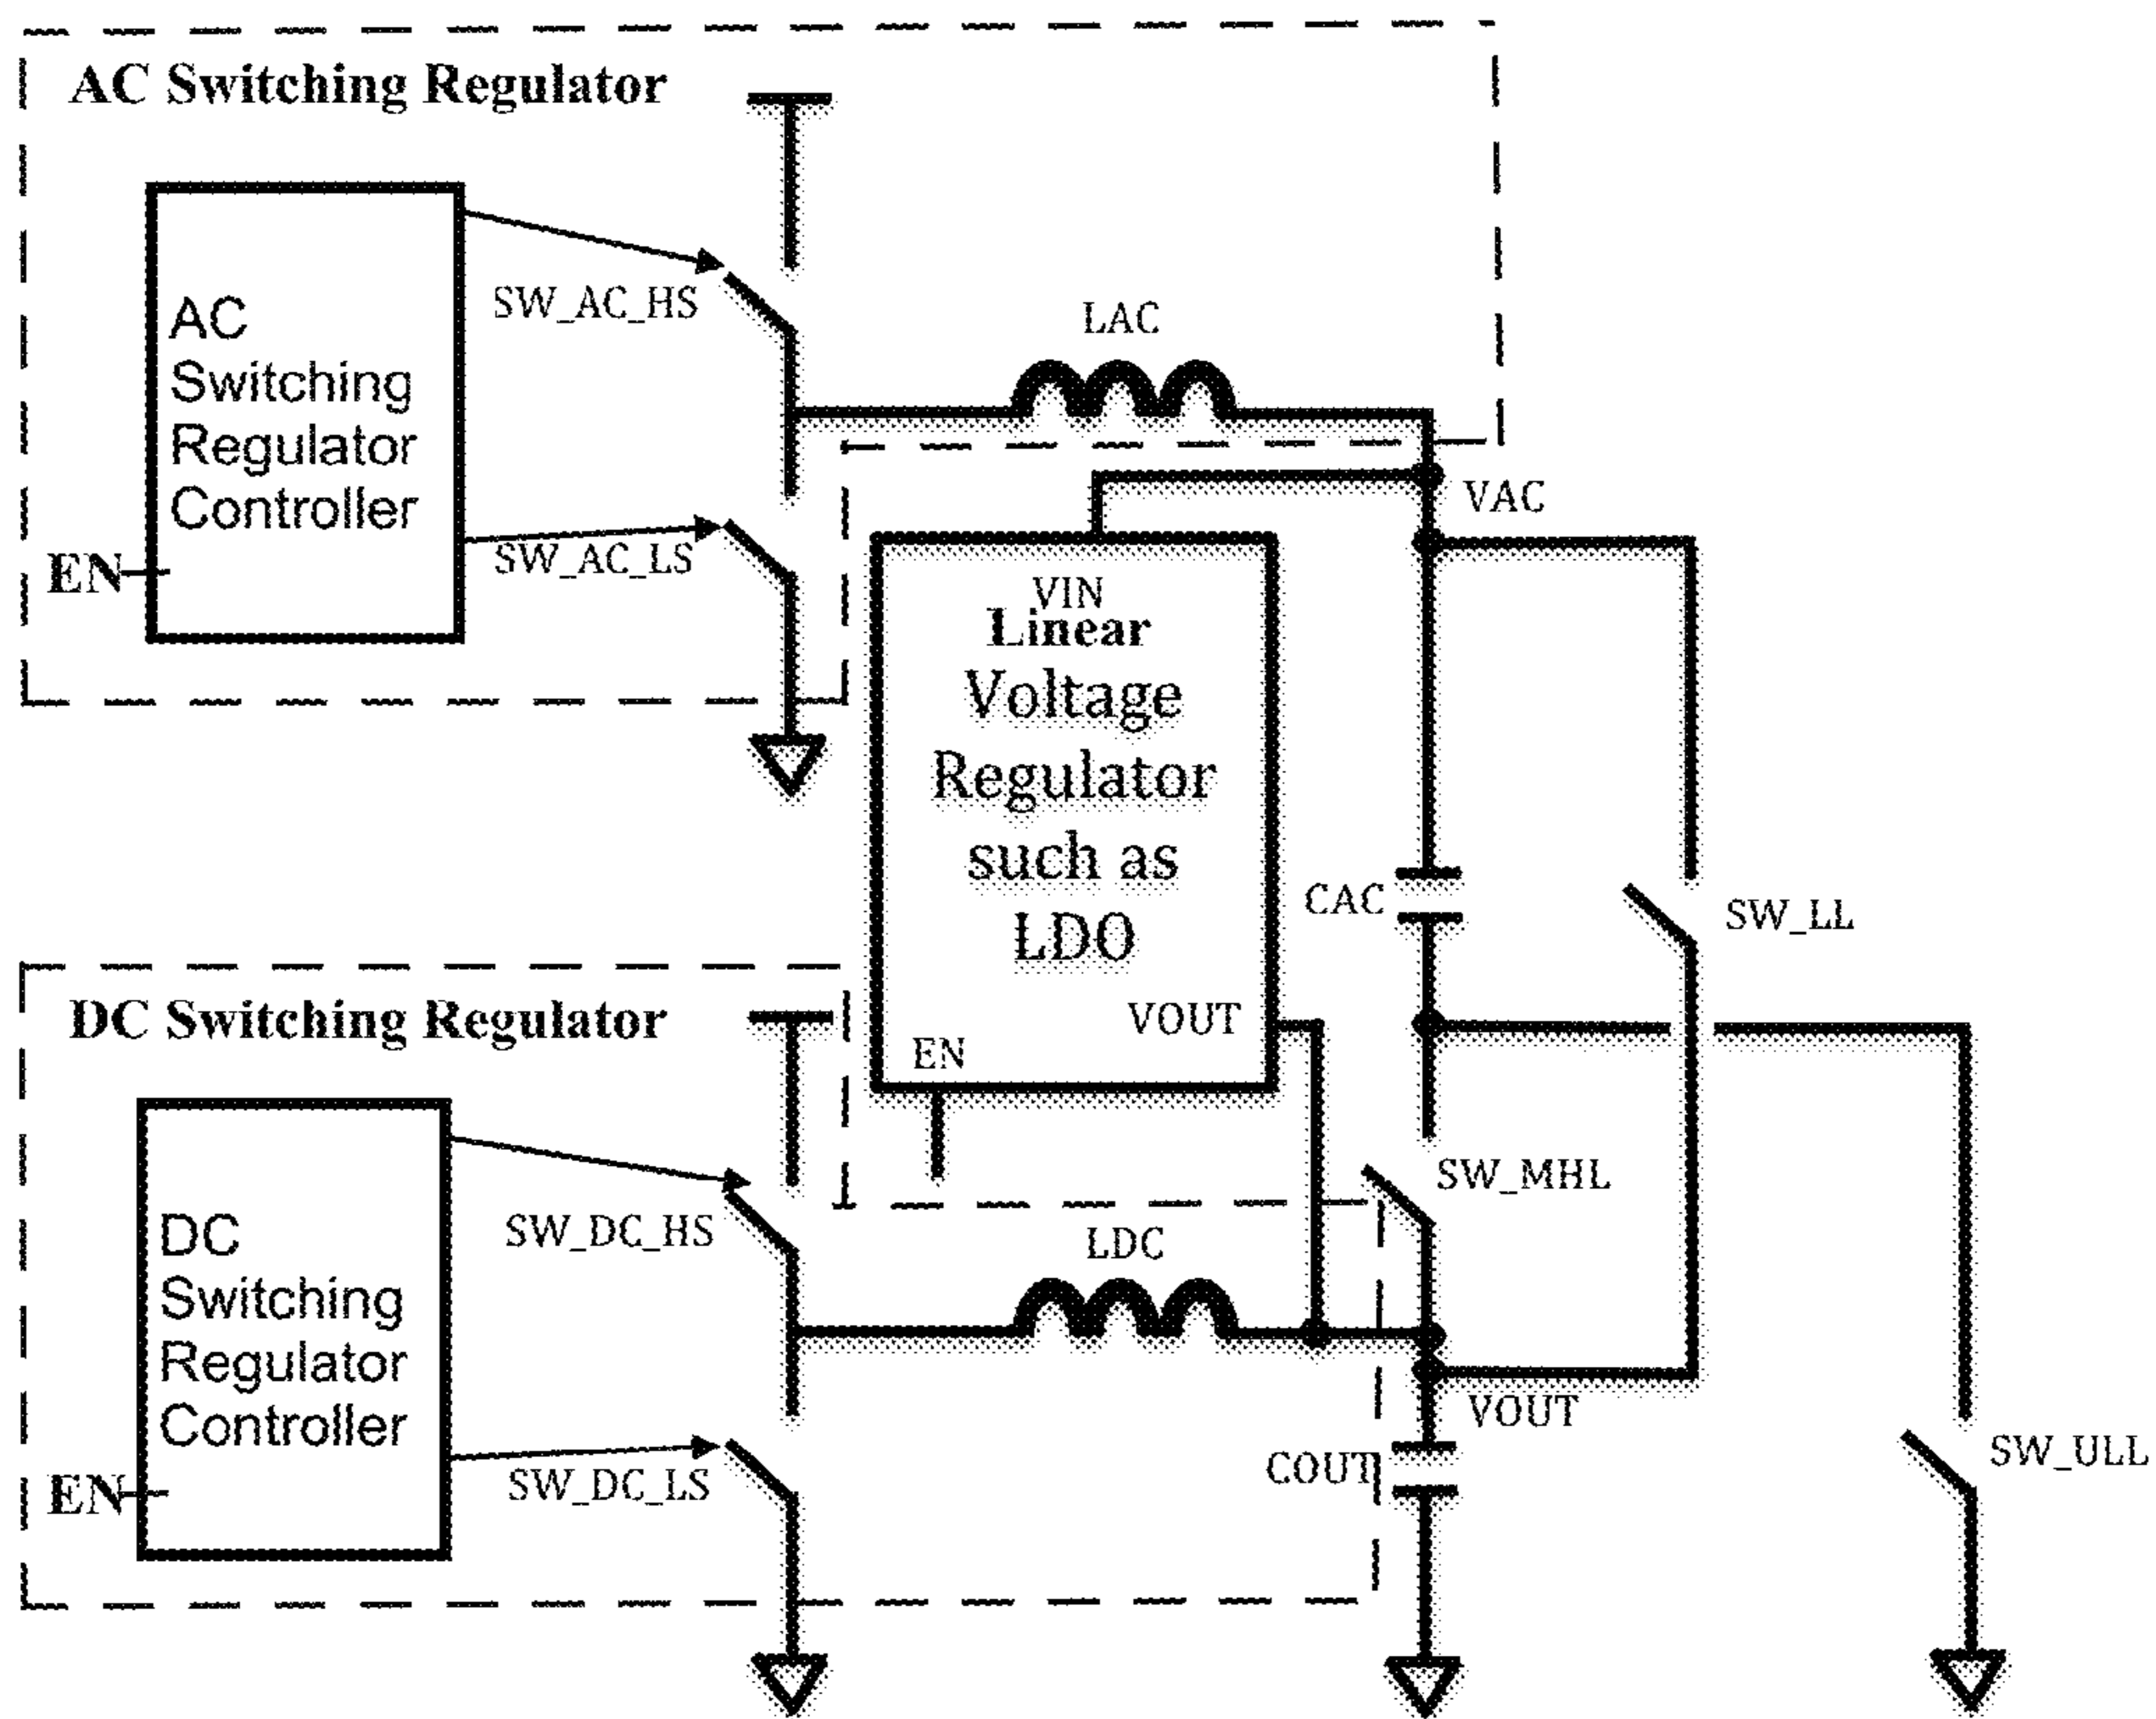 AC Switching Regulator
SW_AC_HS
LAC
AC
Switching
Regulator
Controller
EN
SW_AC_LS
VAC
VIN
Linear
Voltage
Regulator
such as
LDO
VOUT
EN
CAC
SW_LL
DC Switching Regulator
SW_MHL
SW_DC_HS
LDC
DC
Switching
Regulator
Controller
EN
SW_DC_LS
VOUT
COUT
SW_ULL